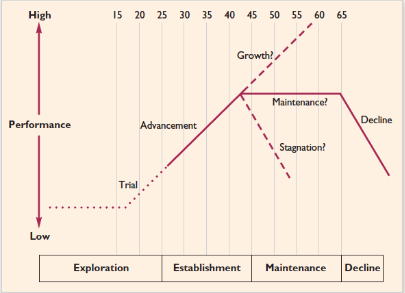 High 15 20 25 30 35 40 45 50 55 60 65
Growth?
Maintenance?
Performance
Advancement
Decline
Stagnation?
Trial
Low
Exploration Establishment Maintenance Decline